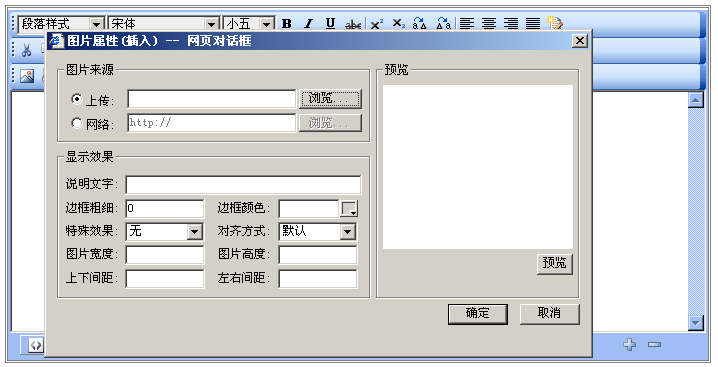 段落样式 宋体 小五 B I U abc
图片属性(插入) -- 网页对话框
图片来源
上传: 浏览...
网络: http:// 浏览...
显示效果
说明文字:
边框粗细: 0 边框颜色:
特殊效果: 无 对齐方式: 默认
图片宽度: 图片高度:
上下间距: 左右间距:
预览
预览
确定 取消